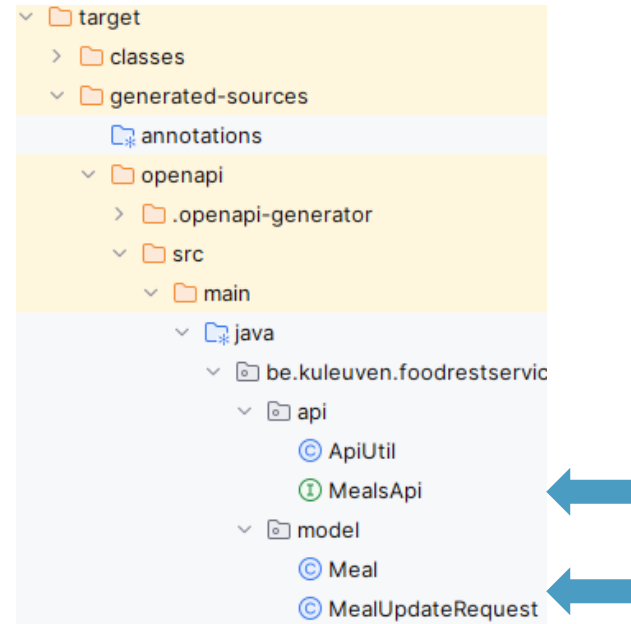 target
classes
generated-sources
annotations
openapi
.openapi-generator
src
main
java
be.kuleuven.foodrestservic
api
ApiUtil
MealsApi
model
Meal
MealUpdateRequest